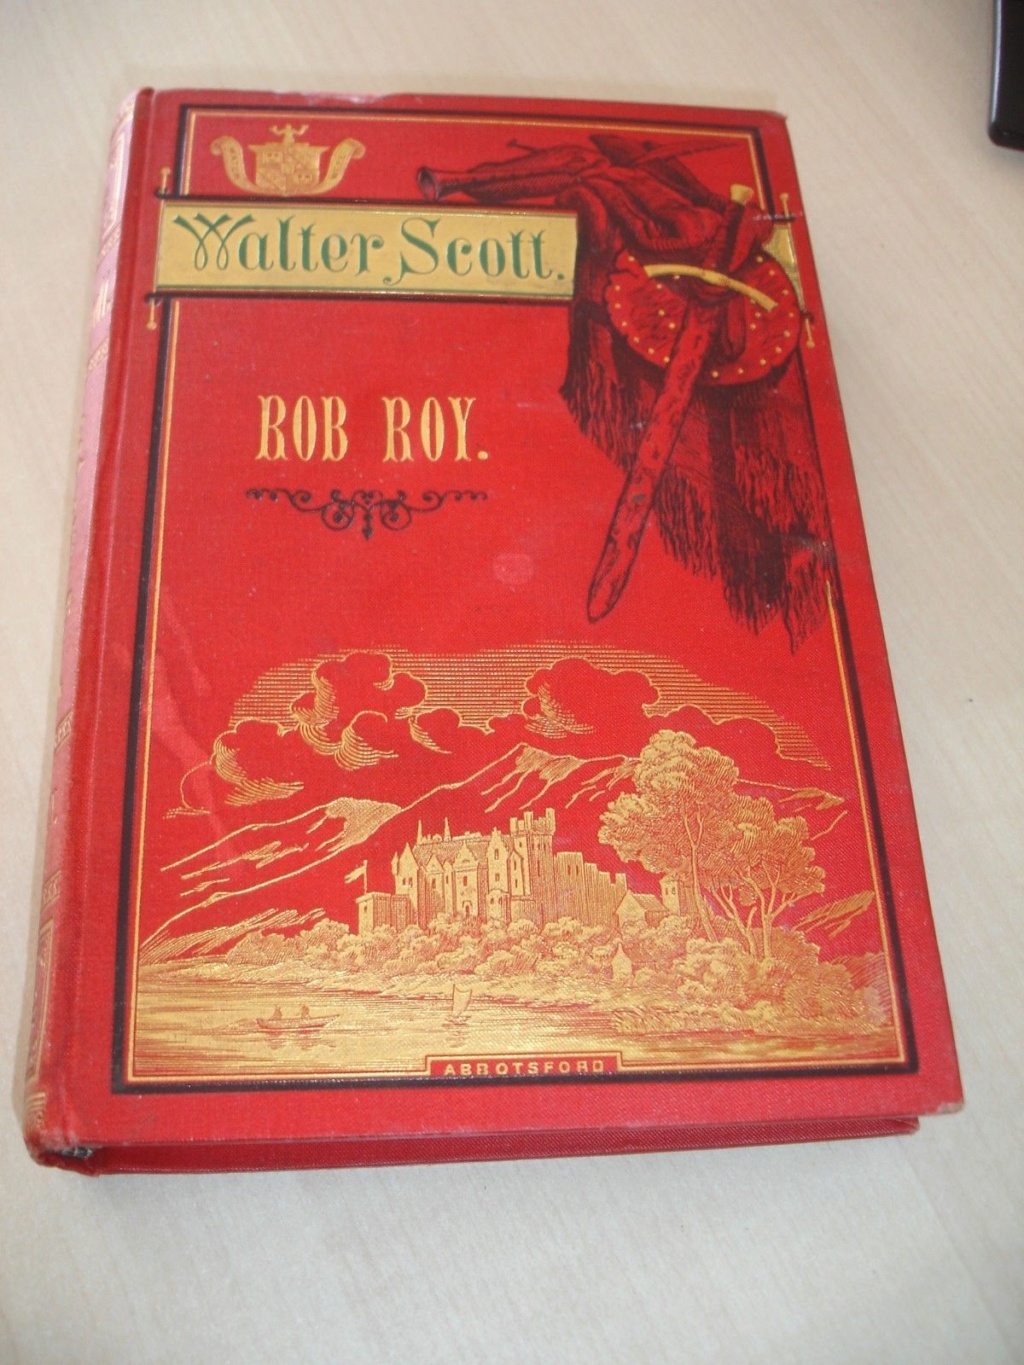 Walter Scott.
ROB ROY.
ABBOTSFORD